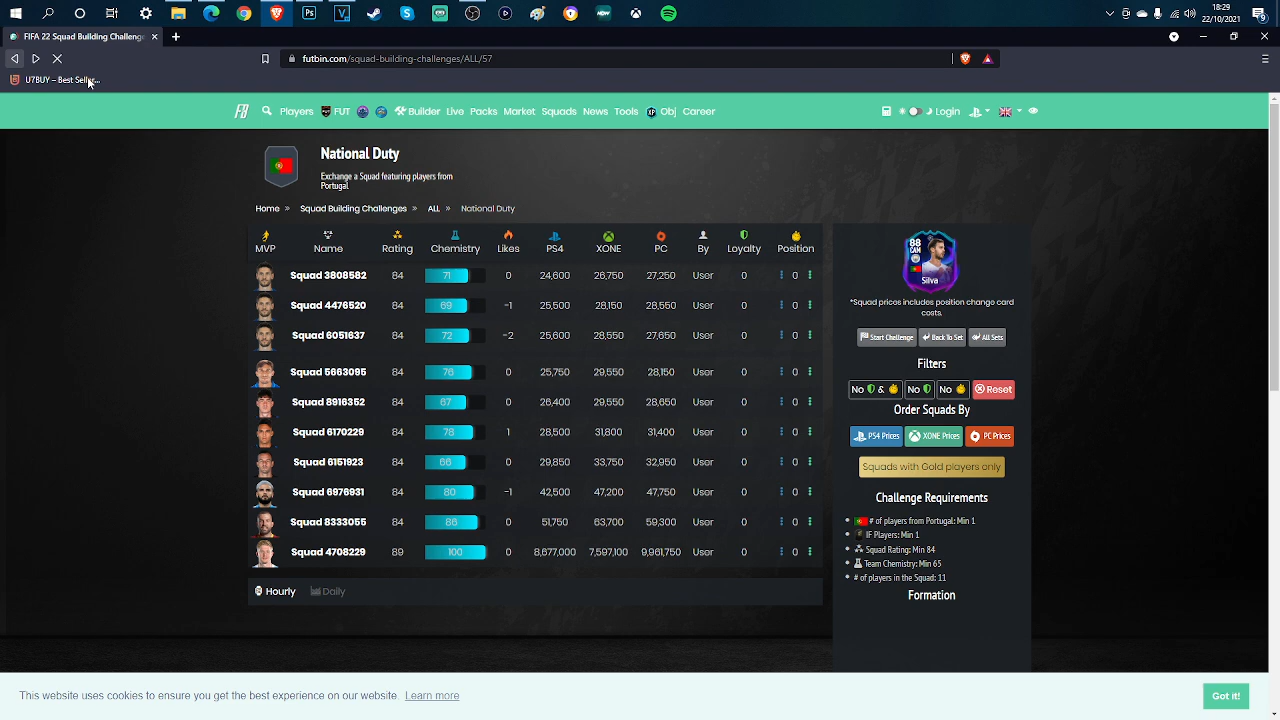 18:29
22/10/2021
FIFA 22 Squad Building Challenge
futbin.com/squad-building-challenges/ALL/57
U7BUY – Best Seller...
Players FUT Builder Live Packs Market Squads News Tools Obj Career Login
National Duty
Exchange a Squad featuring players from
Portugal
Home » Squad Building Challenges » ALL » National Duty
MVP Name Rating Chemistry Likes PS4 XONE PC By Loyalty Position
Squad 3808582 84 71 0 24,600 26,750 27,250 User 0 0
Squad 4476520 84 69 -1 25,500 28,150 28,550 User 0 0
Squad 6051637 84 72 -2 25,600 28,550 27,650 User 0 0
Squad 5663095 84 76 0 25,750 29,550 28,150 User 0 0
Squad 8916352 84 67 0 26,400 29,550 28,650 User 0 0
Squad 6170229 84 78 1 28,500 31,800 31,400 User 0 0
Squad 6151923 84 66 0 29,850 33,750 32,950 User 0 0
Squad 6976931 84 80 -1 42,500 47,200 47,750 User 0 0
Squad 8333055 84 86 0 51,750 63,700 59,300 User 0 0
Squad 4708229 89 100 0 8,677,000 7,597,100 9,961,750 User 0 0
Hourly Daily
88
CAM
Silva
*Squad prices includes position change card
costs.
Start Challenge Back To Set All Sets
Filters
No & No No Reset
Order Squads By
PS4 Prices XONE Prices PC Prices
Squads with Gold players only
Challenge Requirements
# of players from Portugal: Min 1
IF Players: Min 1
Squad Rating: Min 84
Team Chemistry: Min 65
# of players in the Squad: 11
Formation
This website uses cookies to ensure you get the best experience on our website. Learn more
Got it!